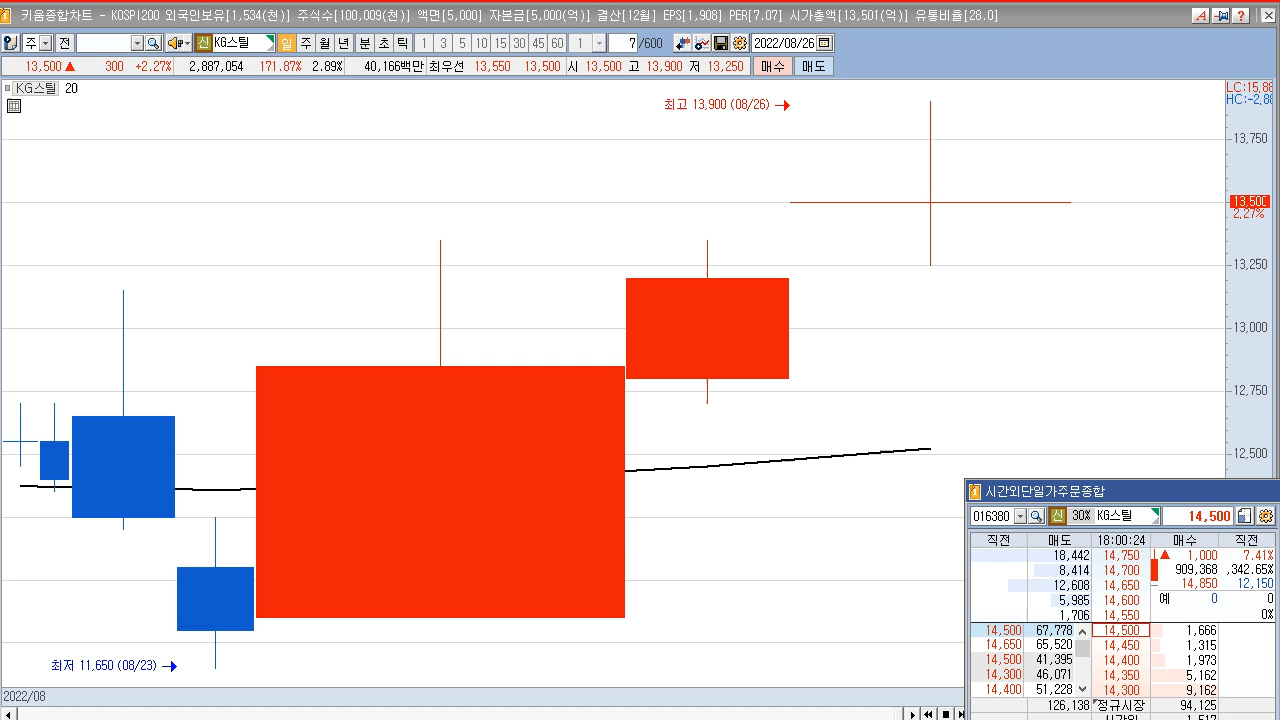 키움종합차트 - KOSPI200 외국인보유[1,534(천)] 주식수[100,009(천)] 액면[5,000] 자본금[5,000(억)] 결산[12월] EPS[1,908] PER[7.07] 시가총액[13,501(억)] 유통비율[28.0]
주 전 신 KG스틸 일 주 월 년 분 초 틱 1 3 5 10 15 30 45 60 1 7 /600 2022/08/26
13,500 ▲ 300 +2.27% 2,887,054 171.87% 2.89% 40,166백만 최우선 13,550 13,500 시 13,500 고 13,900 저 13,250 매수 매도
KG스틸 20
LC:15,88
HC:-2,88
최고 13,900 (08/26) →
13,750
13,500
2,27%
13,250
13,000
12,750
12,500
최저 11,650 (08/23) →
2022/08
시간외단일가주문종합
016380 신 30% KG스틸 14,500
직전 매도 18:00:24 매수 직전
18,442 14,750 ▲ 1,000 7.41%
8,414 14,700 909,368 ,342.65%
12,608 14,650 14,850 12,150
5,985 14,600 예 0 0
1,706 14,550 0%
14,500 67,778 14,500 1,666
14,650 65,520 14,450 1,315
14,500 41,395 14,400 1,973
14,300 46,071 14,350 5,162
14,400 51,228 14,300 9,162
126,138 정규시장 94,125